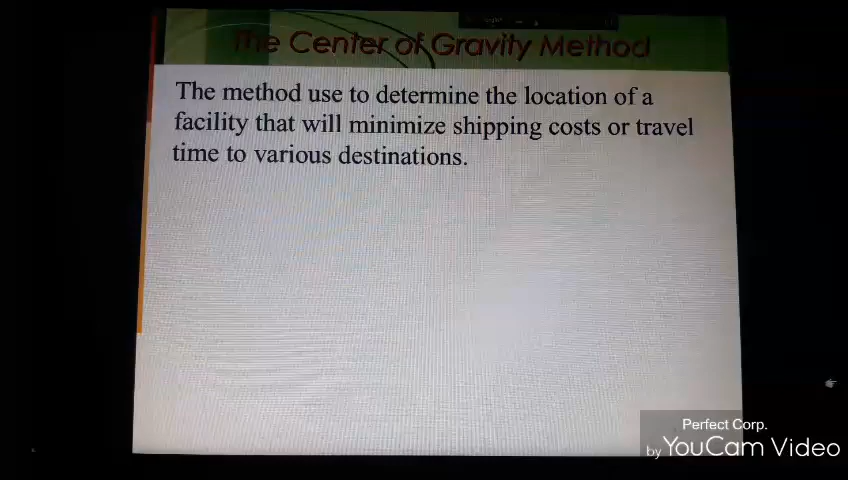 The Center of Gravity Method
The method use to determine the location of a
facility that will minimize shipping costs or travel
time to various destinations.
Perfect Corp.
by YouCam Video